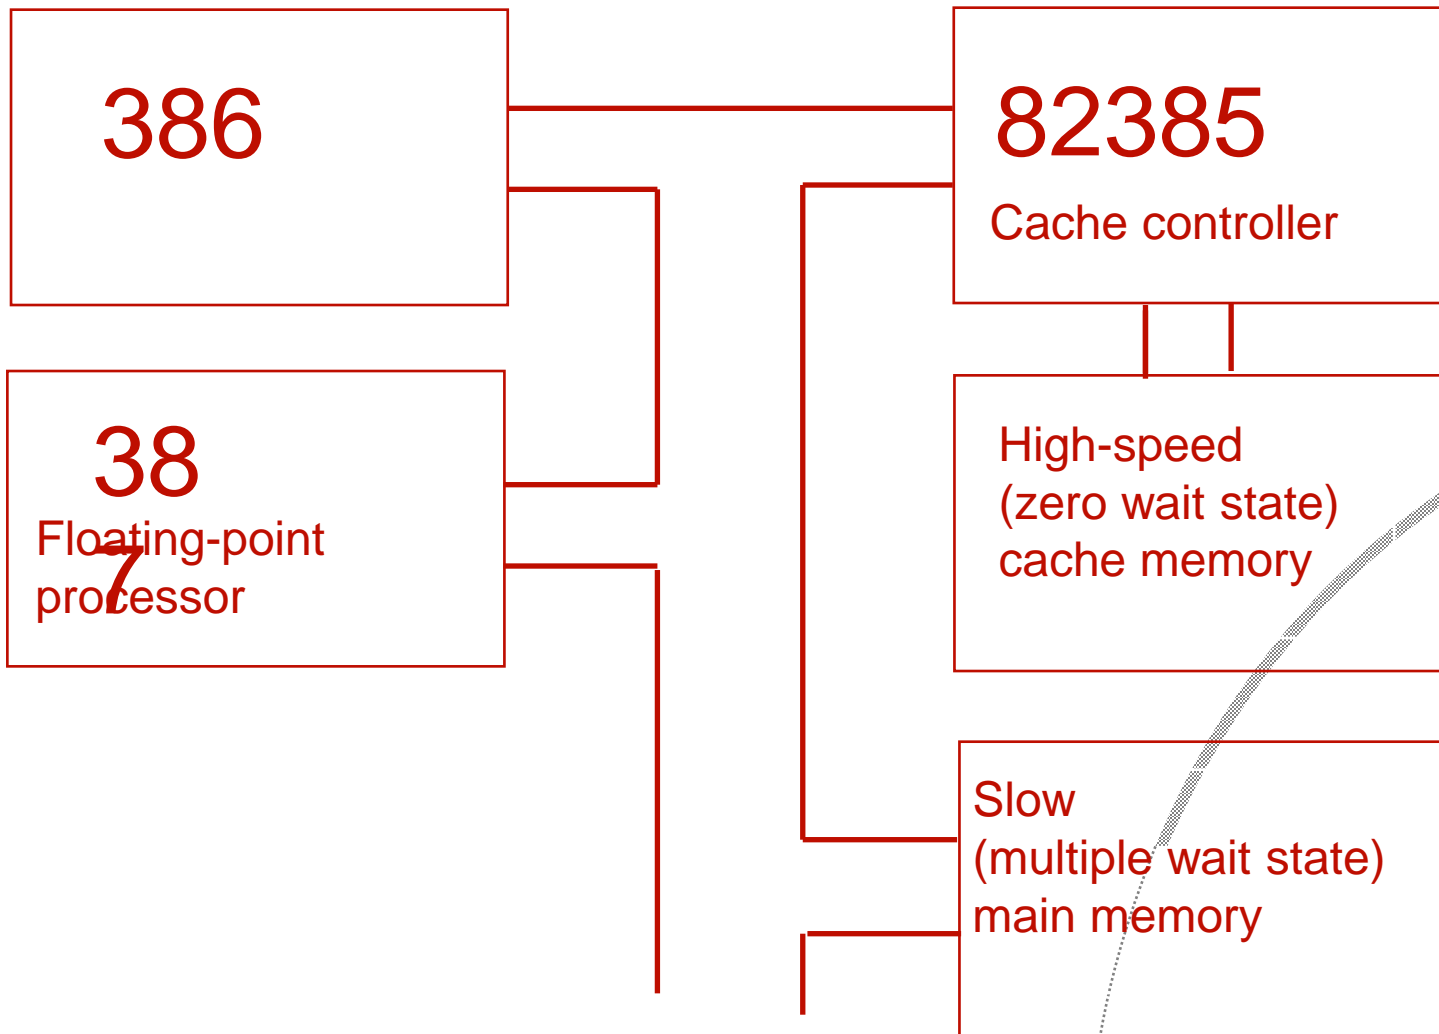 386
82385
Cache controller
38
7
Floating-point
processor
High-speed
(zero wait state)
cache memory
Slow
(multiple wait state)
main memory